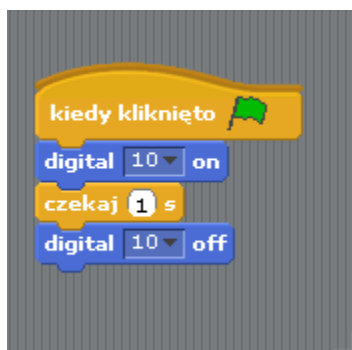 kiedy kliknięto
digital 10 on
czekaj 1 s
digital 10 off